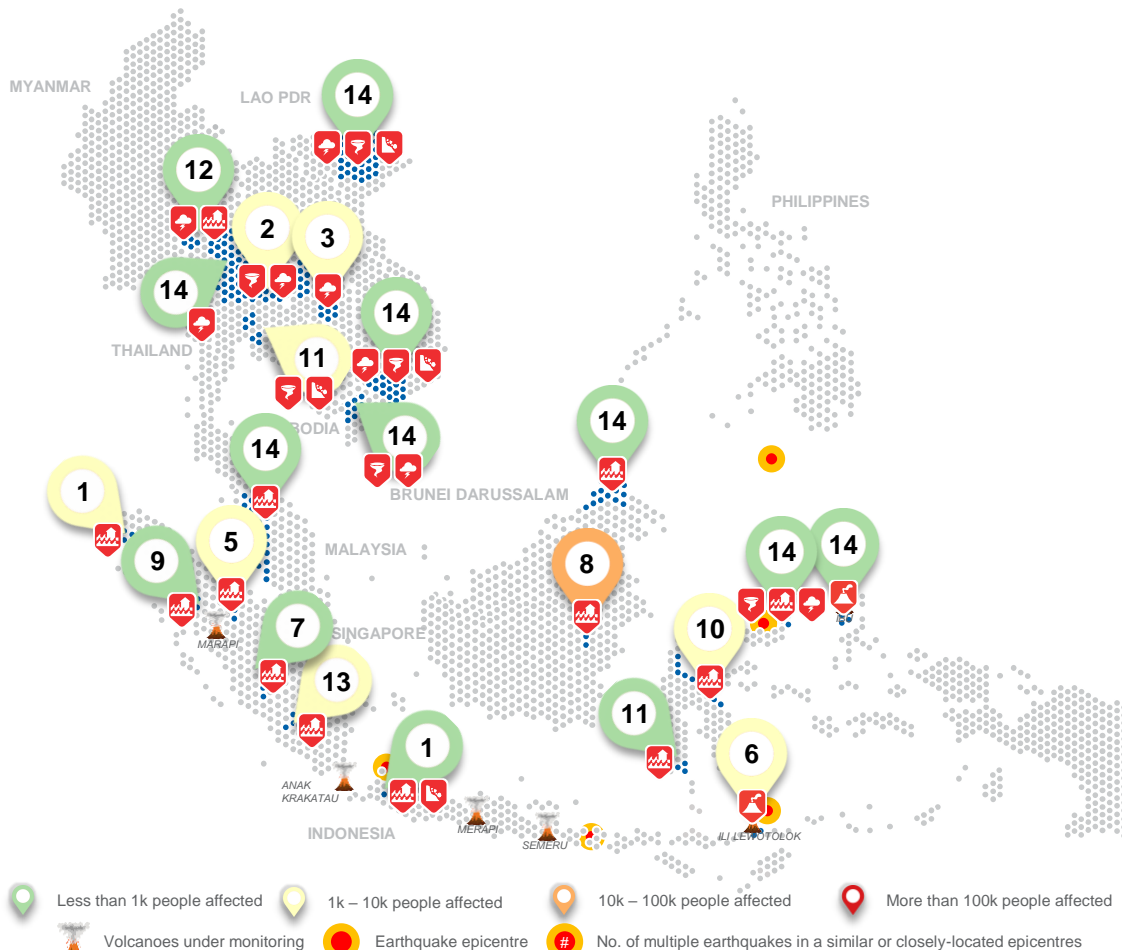 MYANMAR
LAO PDR
14
12
PHILIPPINES
2
3
14
14
THAILAND
11
BODIA
14
14
14
BRUNEI DARUSSALAM
1
5
MALAYSIA
9
8
14
14
7
SINGAPORE
10
MARAPI
13
11
1
6
ANAK
KRAKATAU
INDONESIA
MERAPI
SEMERU
ILI LEWOTOLOK
Less than 1k people affected
1k – 10k people affected
10k – 100k people affected
More than 100k people affected
Volcanoes under monitoring
Earthquake epicentre
#
No. of multiple earthquakes in a similar or closely-located epicentres